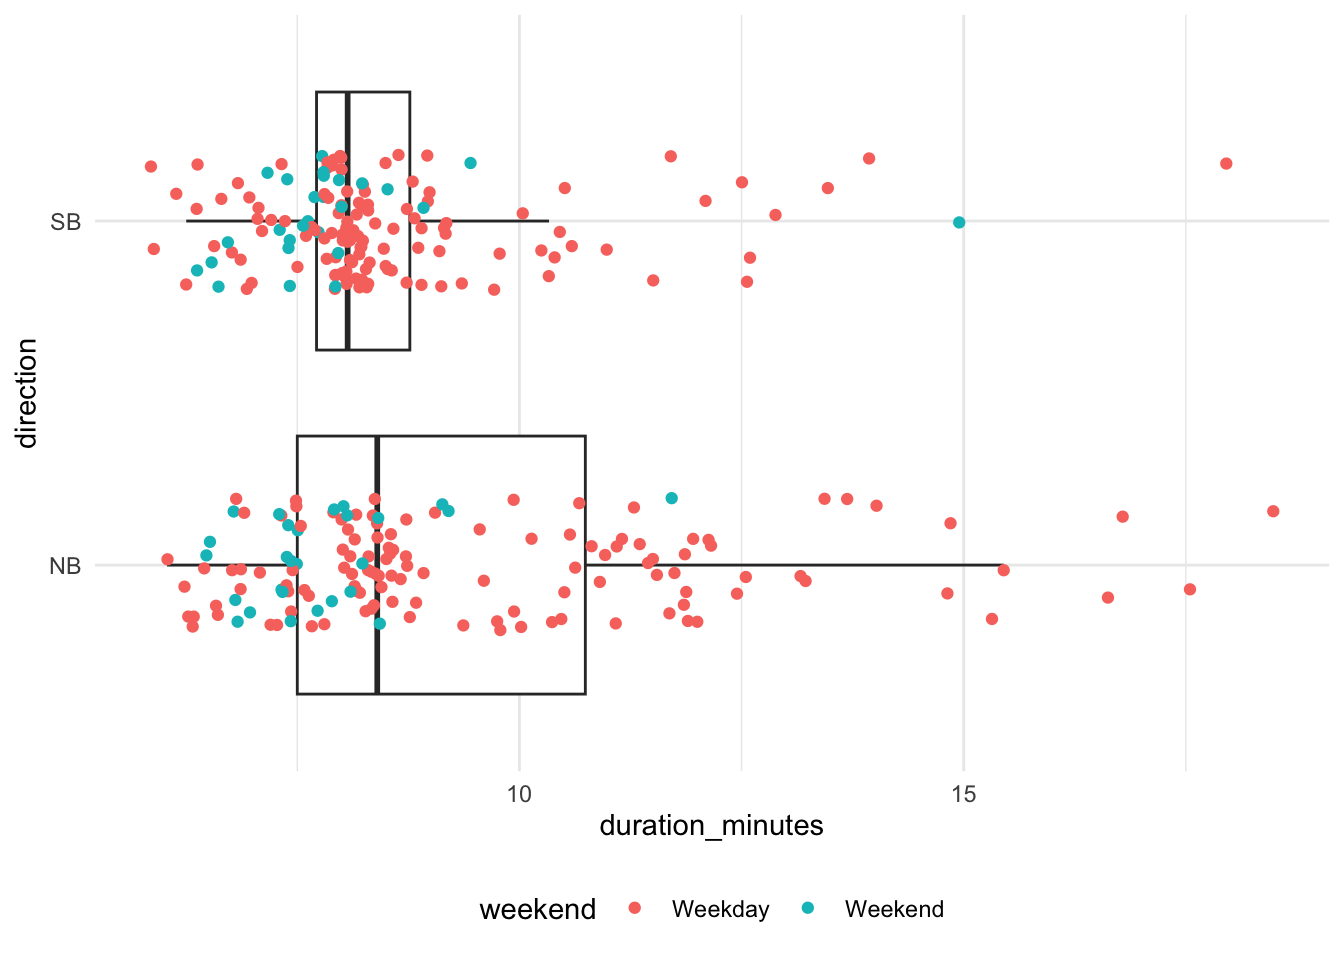 SB
direction
NB
10
15
duration_minutes
weekend
Weekday
Weekend